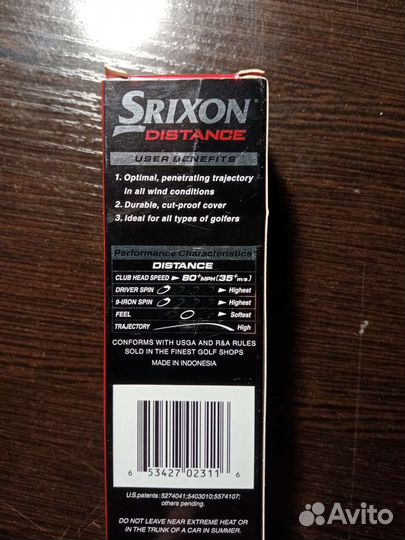 SRIXON
DISTANCE
USER BENEFITS
1. Optimal, penetrating trajectory
in all wind conditions
2. Durable, cut-proof cover
3. Ideal for all types of golfers
Performance Characteristics
DISTANCE
CLUB HEAD SPEED ► 80+MPH (35+m/s)
DRIVER SPIN ► Highest
9-IRON SPIN ► Highest
FEEL ► Softest
TRAJECTORY High
CONFORMS WITH USGA AND R&A RULES
SOLD IN THE FINEST GOLF SHOPS
MADE IN INDONESIA
6 53427 02311 6
U.S.patents: 5274041;5403010;5574107;
others pending.
DO NOT LEAVE NEAR EXTREME HEAT OR
IN THE TRUNK OF A CAR IN SUMMER.
Avito